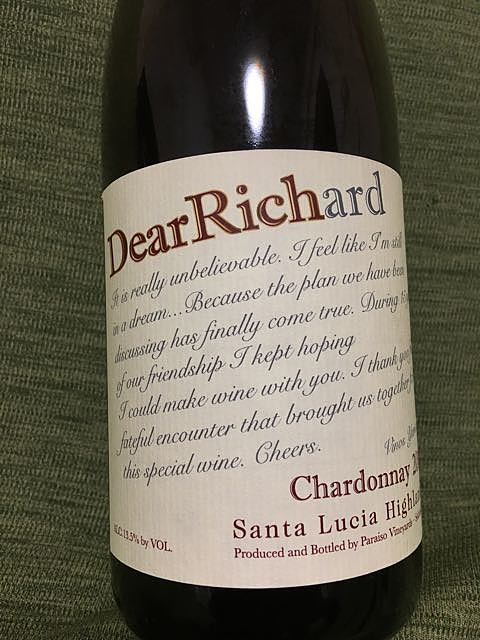 DearRichard
It is really unbelievable. I feel like I'm still
in a dream... Because the plan we have been
discussing has finally come true. During
of our friendship I kept hoping
I could make wine with you. I thank
fateful encounter that brought us together
this special wine. Cheers.
Vinos
Chardonnay
Santa Lucia
ALC.13.5% by VOL.
Produced and Bottled by Paraiso Vineyards